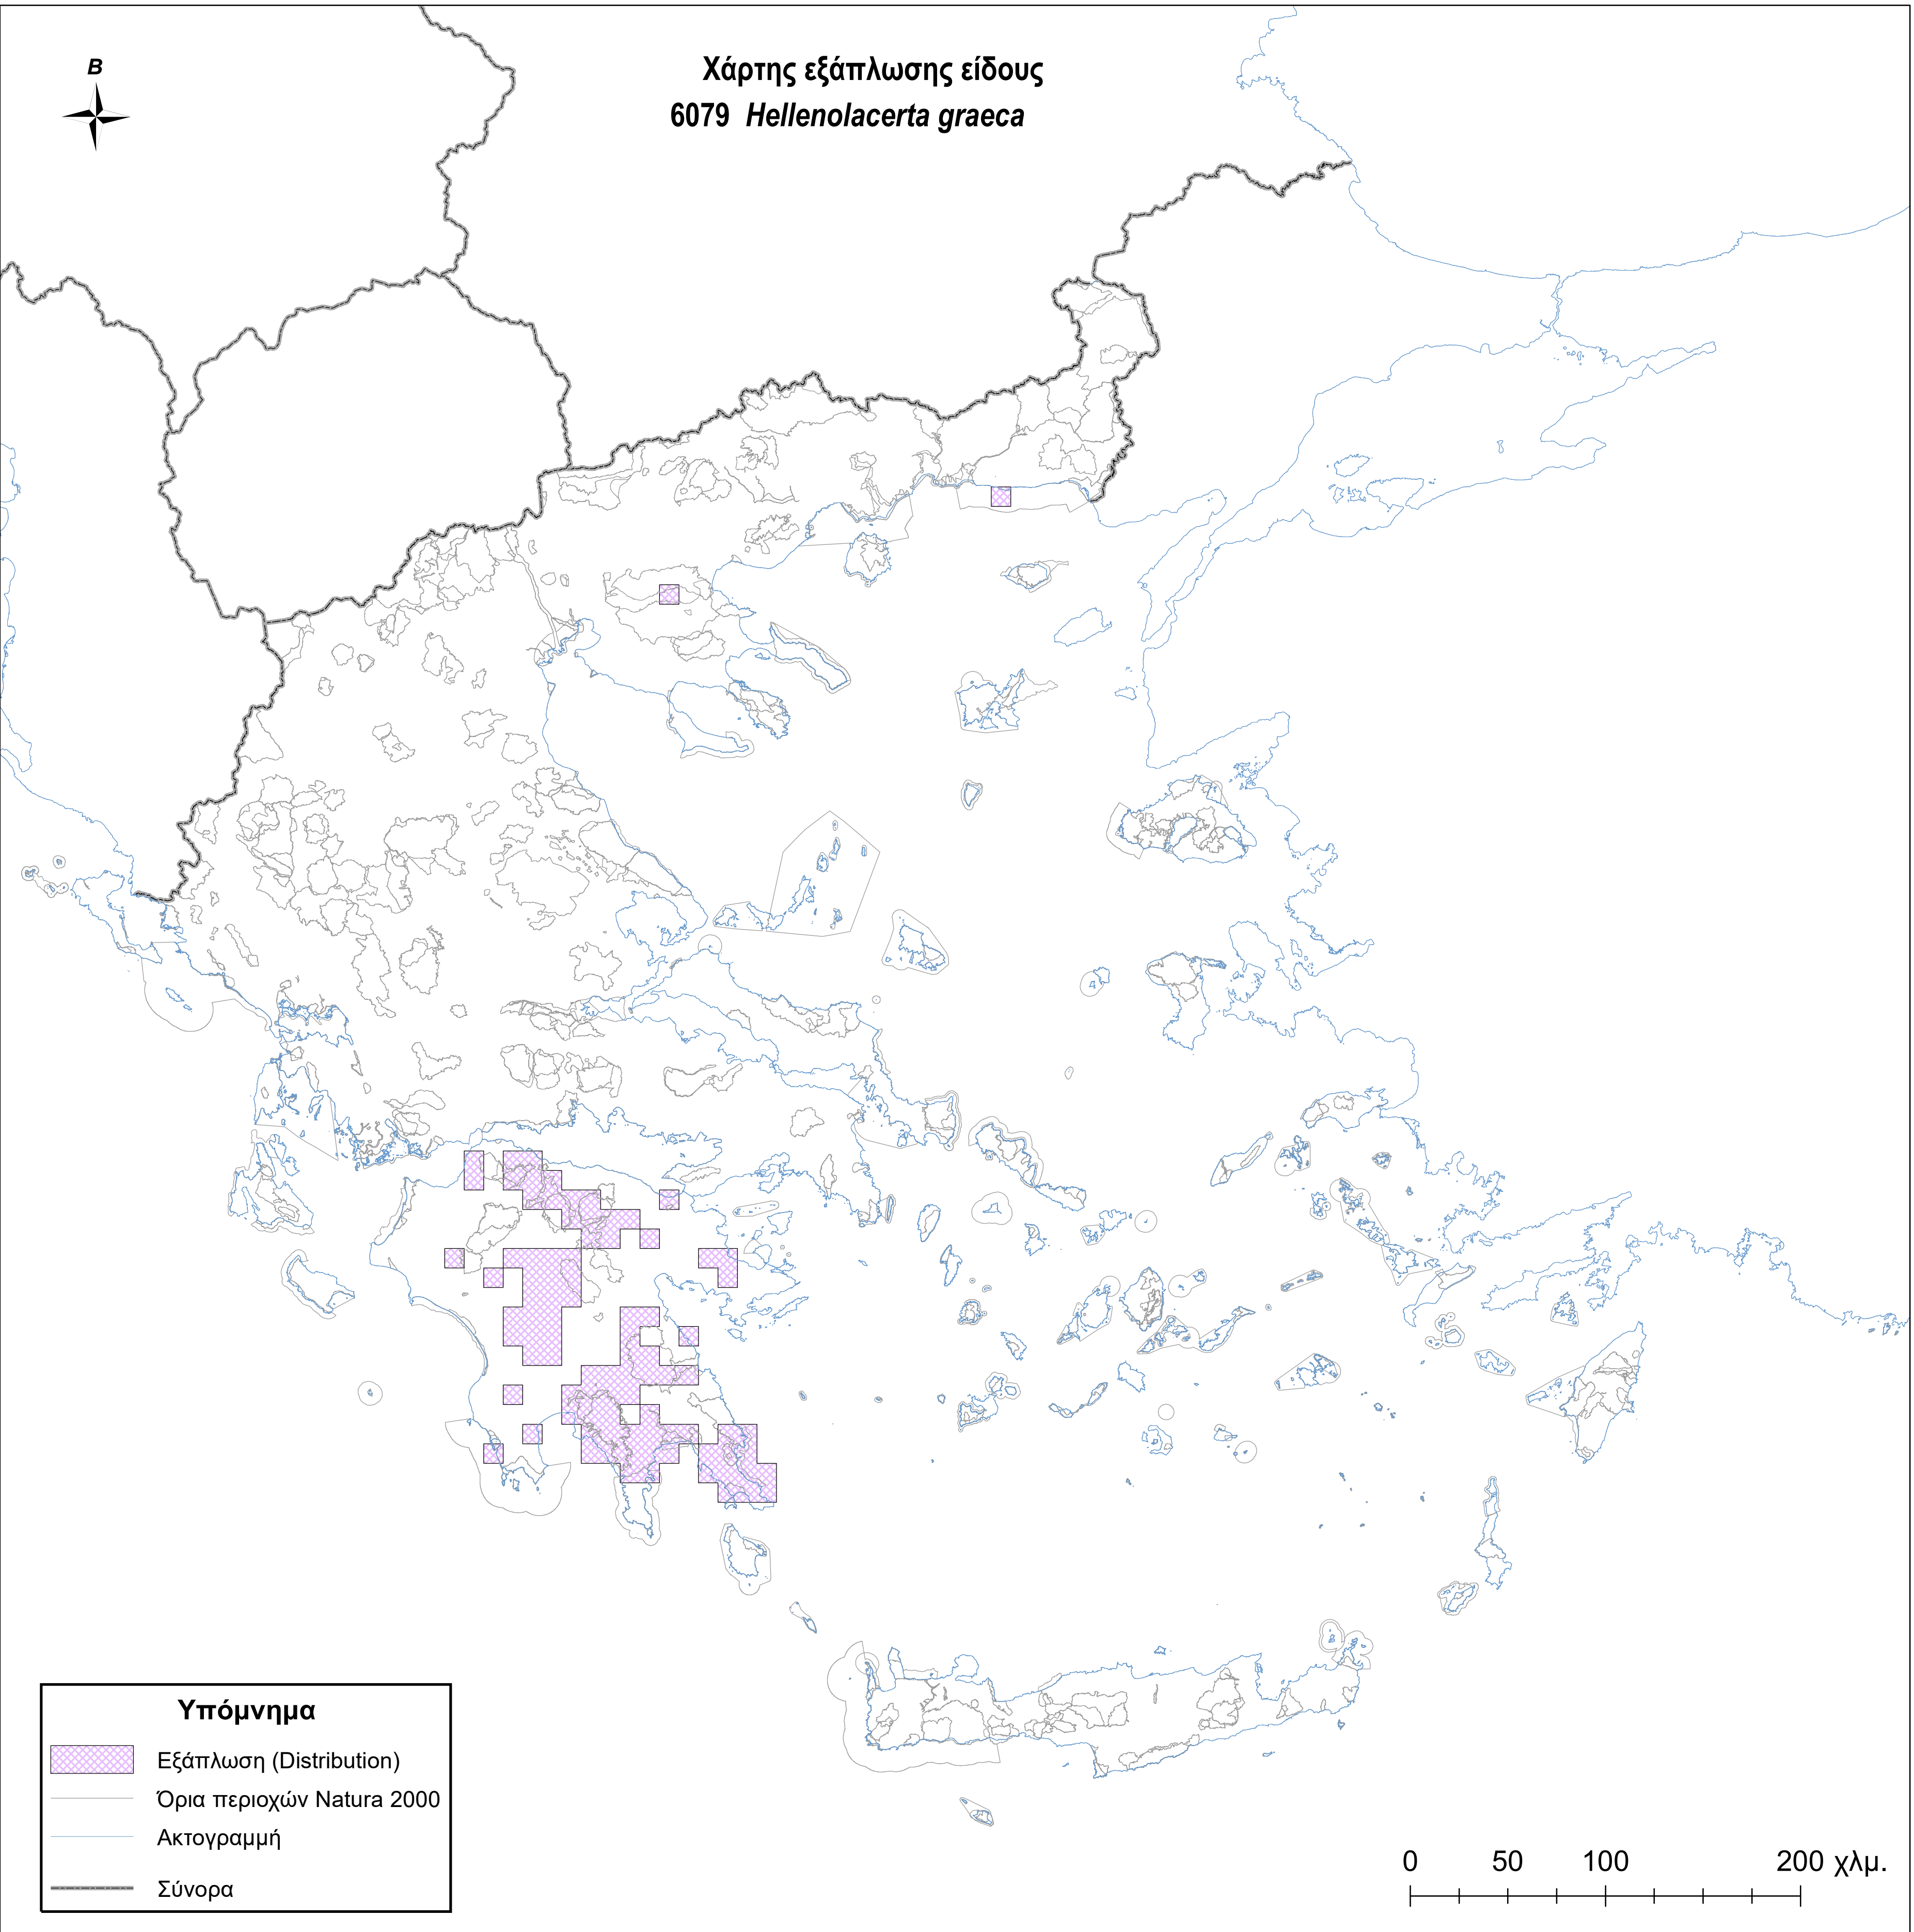 B
Χάρτης εξάπλωσης είδους
6079 Hellenolacerta graeca
Υπόμνημα
Εξάπλωση (Distribution)
Όρια περιοχών Natura 2000
Ακτογραμμή
Σύνορα
0 50 100 200 χλμ.